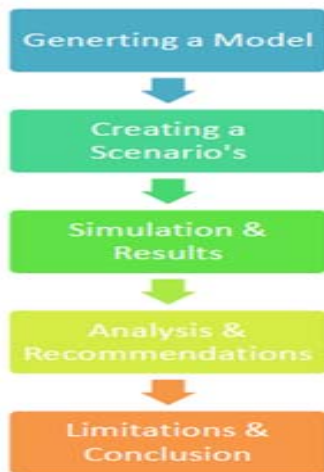 Generting a Model
Creating a
Scenario's
Simulation &
Results
Analysis &
Recommendations
Limitations &
Conclusion